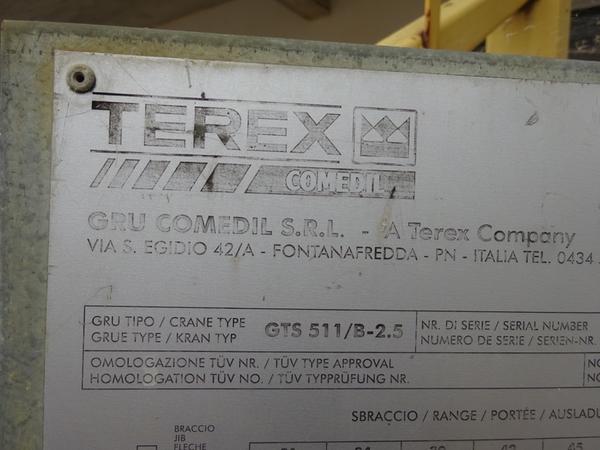 TEREX
COMEDIL
GRU COMEDIL S.R.L. - A Terex Company
VIA S. EGIDIO 42/A - FONTANAFREDDA - PN - ITALIA TEL. 0434
GRU TIPO / CRANE TYPE
GRUE TYPE / KRAN TYP
GTS 511/B-2.5
NR. DI SERIE / SERIAL NUMBER
NUMERO DE SERIE / SERIEN-NR.
OMOLOGAZIONE TÜV NR. / TÜV TYPE APPROVAL
HOMOLOGATION TÜV NO. / TÜV TYPPRÜFUNG NR.
SBRACCIO / RANGE / PORTÉE / AUSLADU
BRACCIO
JIB
FLECHE